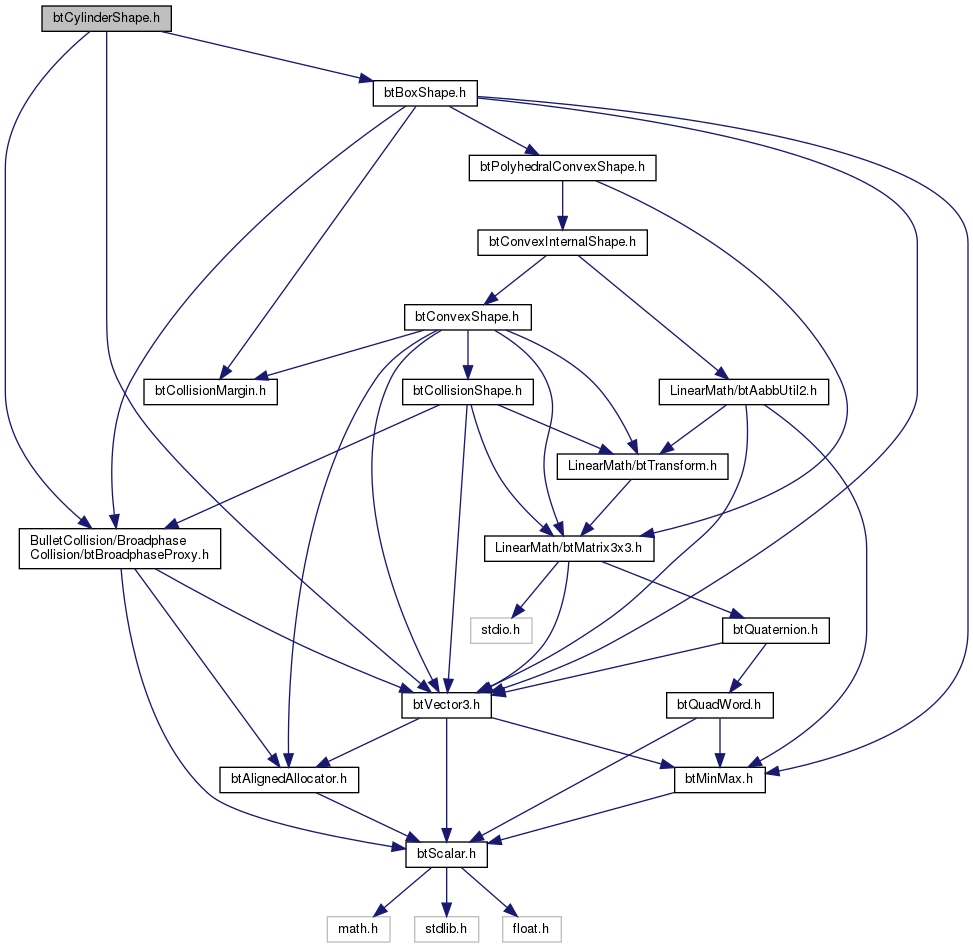 btCylinderShape.h
btBoxShape.h
btPolyhedralConvexShape.h
btConvexInternalShape.h
btConvexShape.h
btCollisionMargin.h
btCollisionShape.h
LinearMath/btAabbUtil2.h
LinearMath/btTransform.h
BulletCollision/Broadphase
Collision/btBroadphaseProxy.h
LinearMath/btMatrix3x3.h
stdio.h
btQuaternion.h
btVector3.h
btQuadWord.h
btAlignedAllocator.h
btMinMax.h
btScalar.h
math.h
stdlib.h
float.h